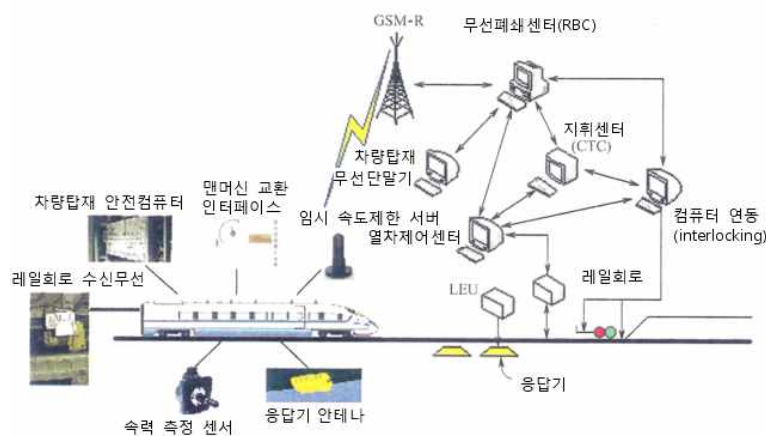 GSM-R
무선폐쇄센터(RBC)
지휘센터
(CTC)
차량탑재
무선단말기
맨머신 교환
인터페이스
차량탑재 안전컴퓨터
임시 속도제한 서버
열차제어센터
컴퓨터 연동
(interlocking)
레일회로 수신무선
LEU
레일회로
응답기
속력 측정 센서
응답기 안테나